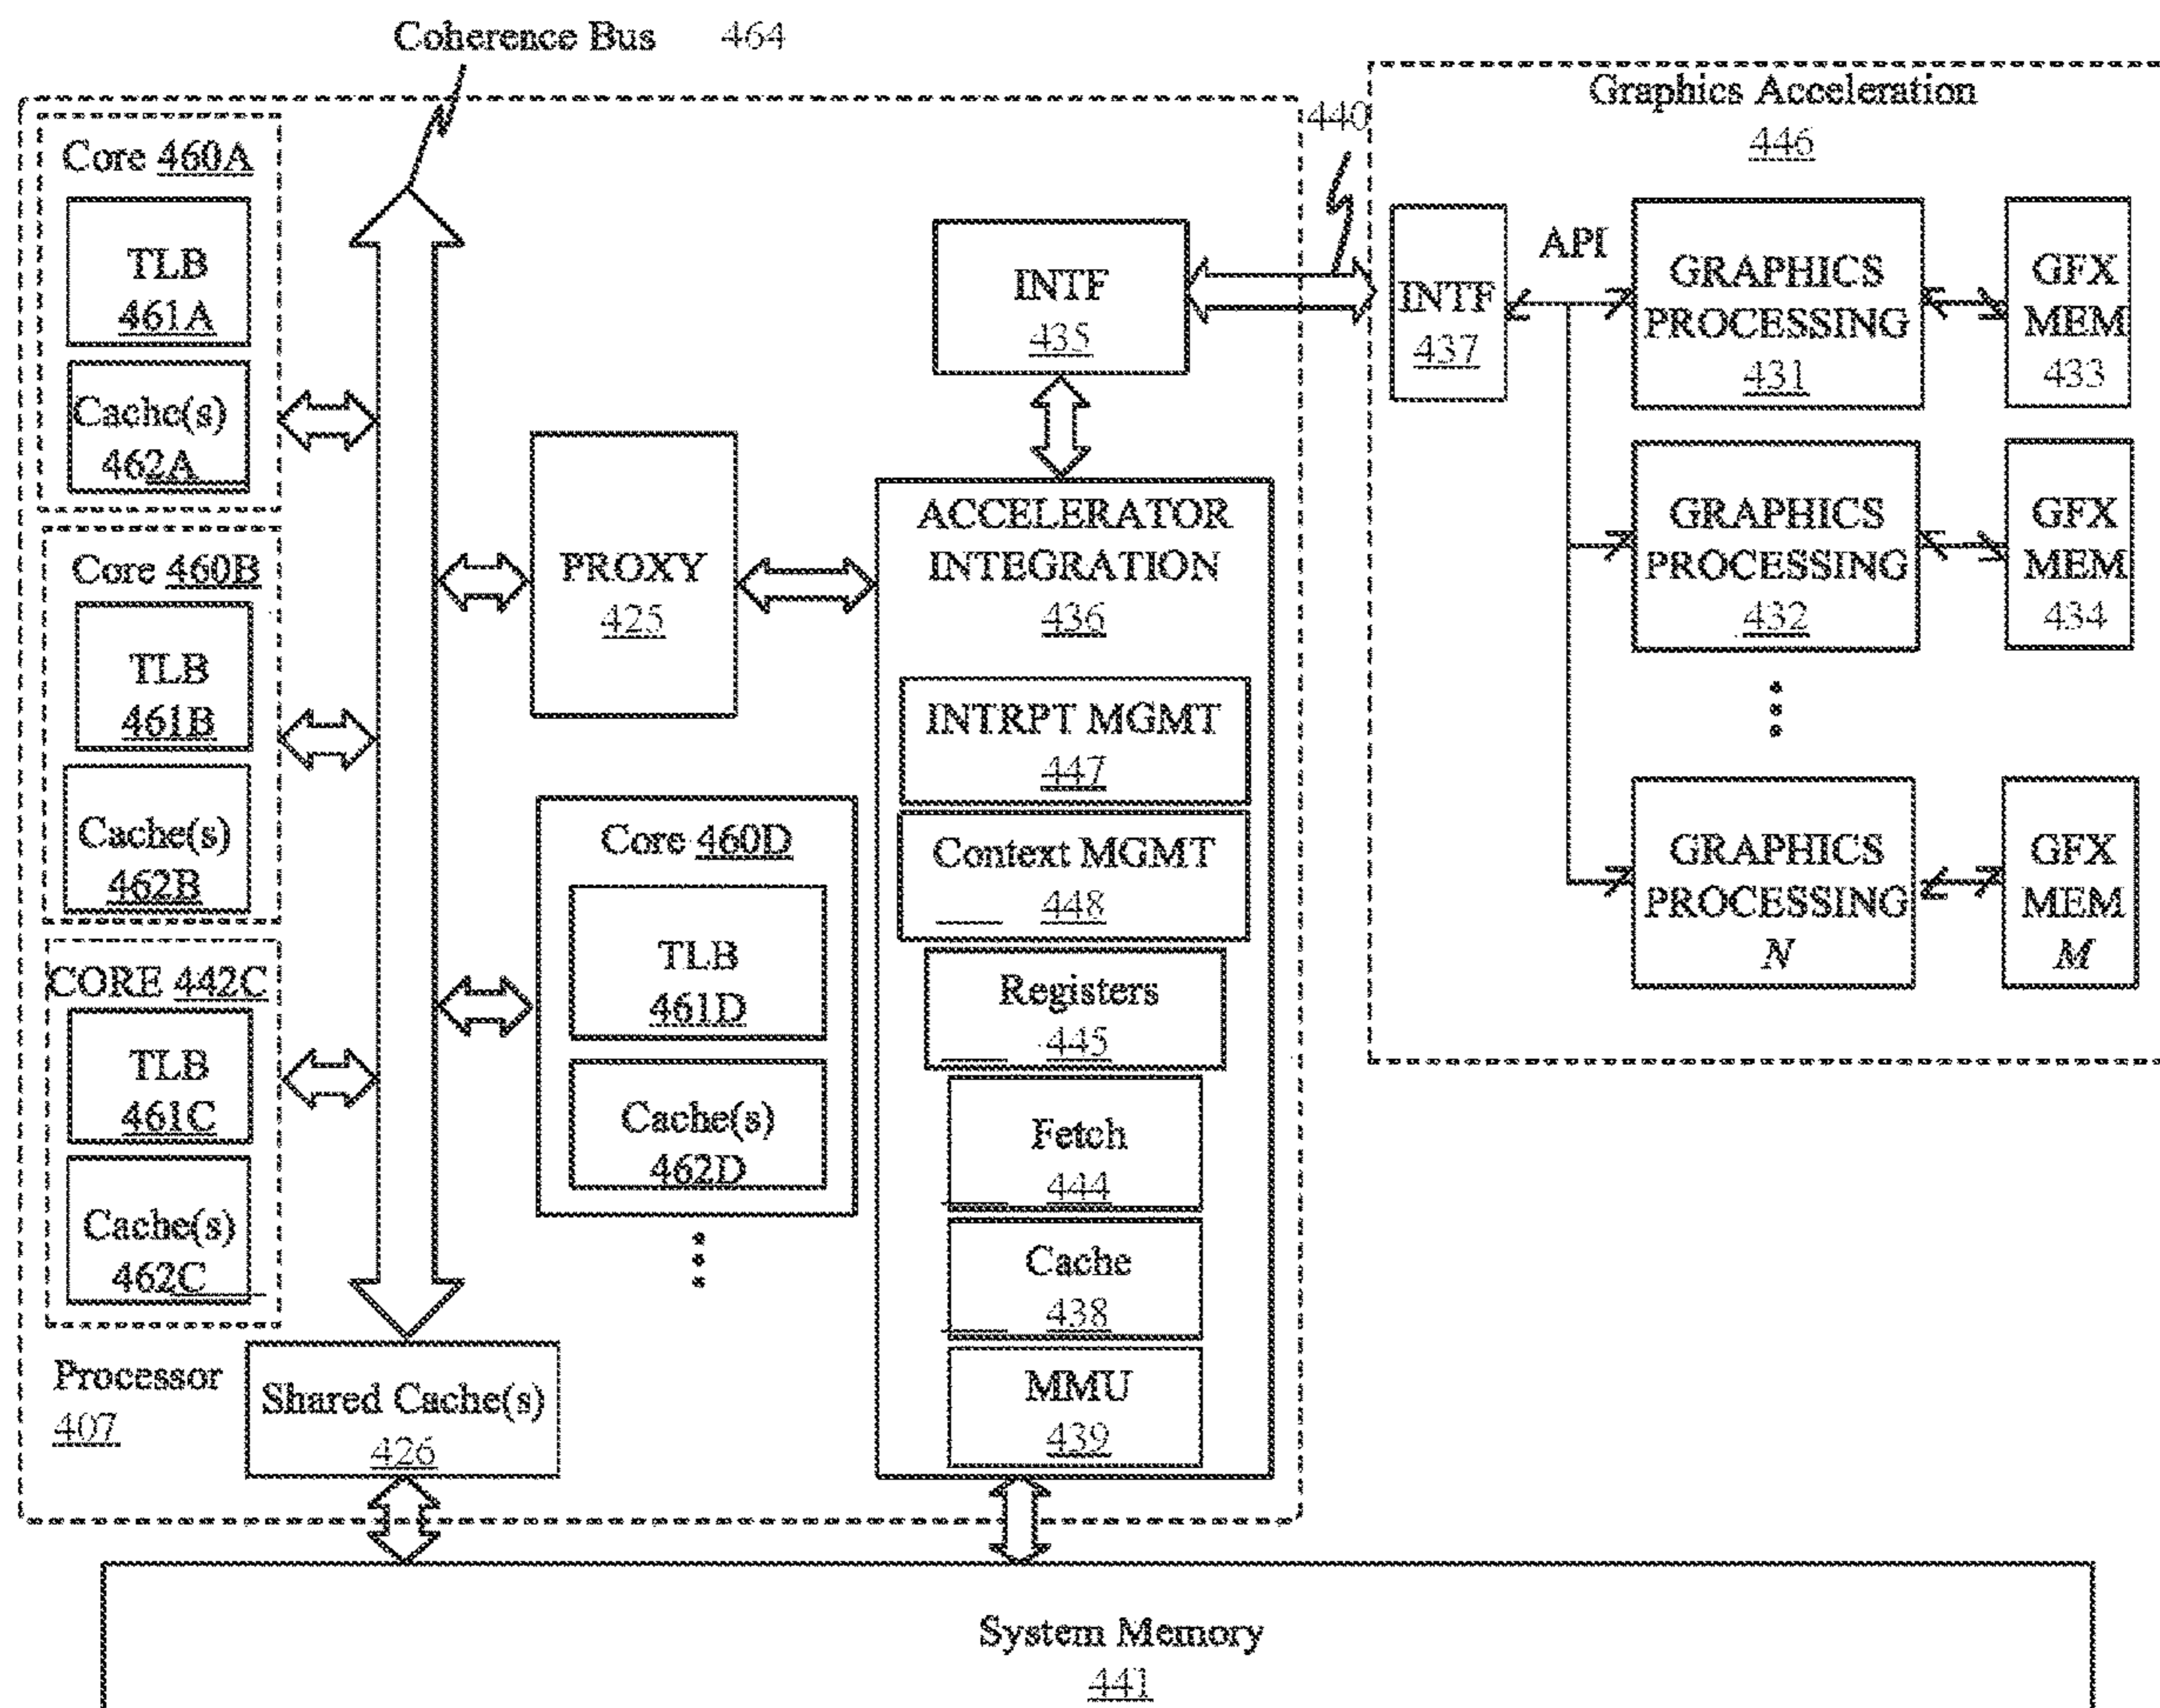 Coherence Bus 464
Core 460A
TLB
461A
Cache(s)
462A
Core 460B
TLB
461B
Cache(s)
462B
CORE 442C
TLB
461C
Cache(s)
462C
Processor
407
Shared Cache(s)
426
PROXY
425
Core 460D
TLB
461D
Cache(s)
462D
INTF
435
ACCELERATOR
INTEGRATION
436
INTRPT MGMT
447
Context MGMT
448
Registers
445
Fetch
444
Cache
438
MMU
439
440
Graphics Acceleration
446
INTF
437
API
GRAPHICS
PROCESSING
431
GFX
MEM
433
GRAPHICS
PROCESSING
432
GFX
MEM
434
GRAPHICS
PROCESSING
N
GFX
MEM
M
System Memory
441